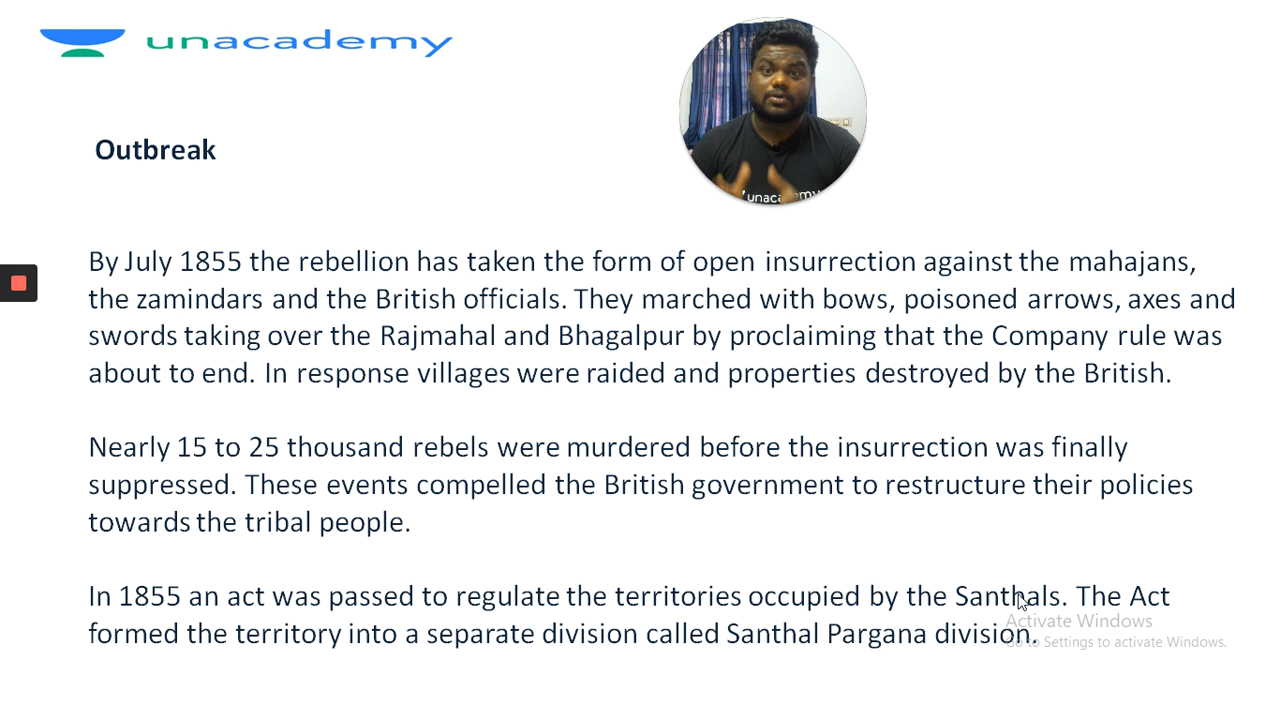 unacademy
unacademy
Outbreak
By July 1855 the rebellion has taken the form of open insurrection against the mahajans,
the zamindars and the British officials. They marched with bows, poisoned arrows, axes and
swords taking over the Rajmahal and Bhagalpur by proclaiming that the Company rule was
about to end. In response villages were raided and properties destroyed by the British.
Nearly 15 to 25 thousand rebels were murdered before the insurrection was finally
suppressed. These events compelled the British government to restructure their policies
towards the tribal people.
In 1855 an act was passed to regulate the territories occupied by the Santhals. The Act
formed the territory into a separate division called Santhal Pargana division.
Activate Windows
Go to Settings to activate Windows.